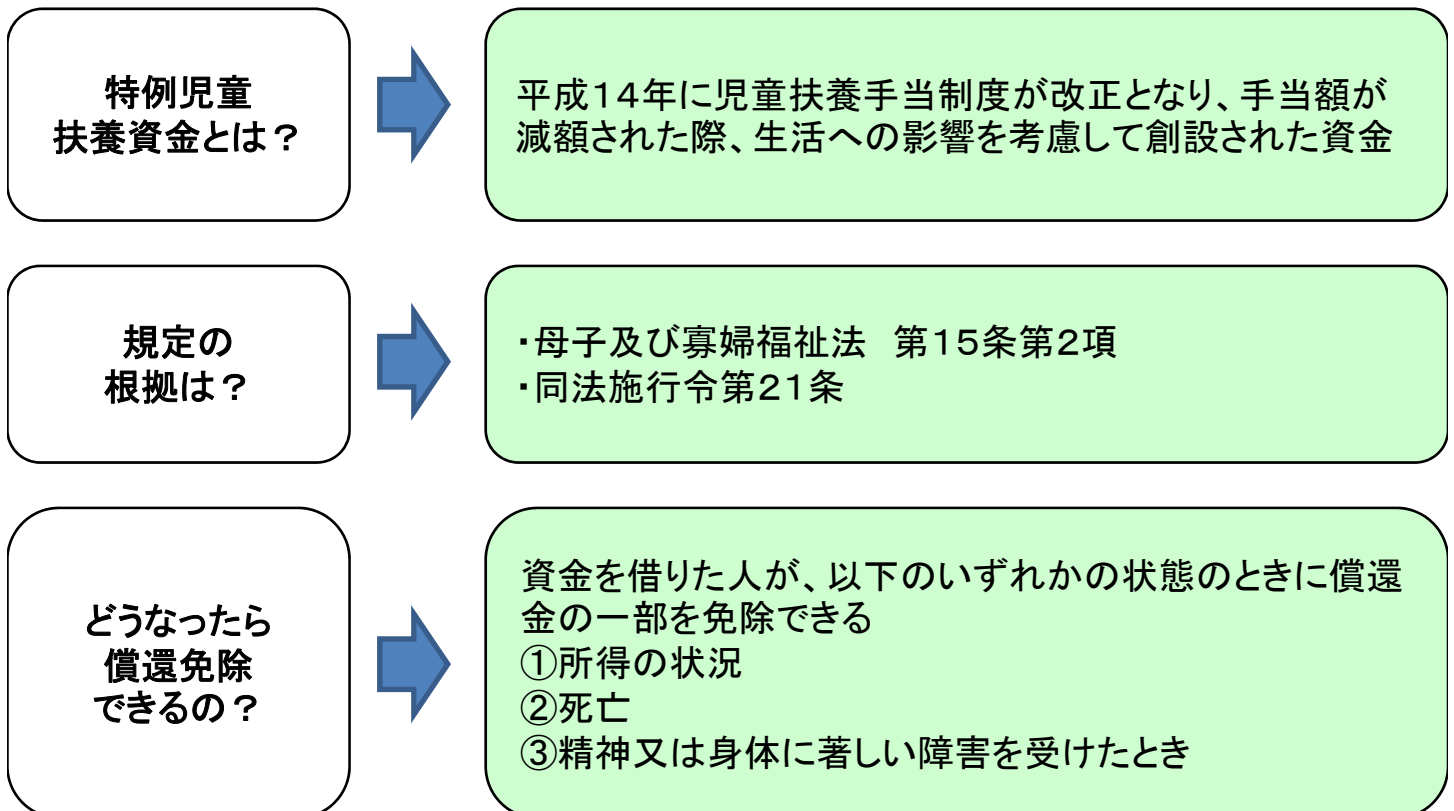 特例児童
扶養資金とは？
平成１４年に児童扶養手当制度が改正となり、手当額が
減額された際、生活への影響を考慮して創設された資金
規定の
根拠は？
・母子及び寡婦福祉法　第１５条第２項
・同法施行令第２１条
どうなったら
償還免除
できるの？
資金を借りた人が、以下のいずれかの状態のときに償還
金の一部を免除できる
①所得の状況
②死亡
③精神又は身体に著しい障害を受けたとき